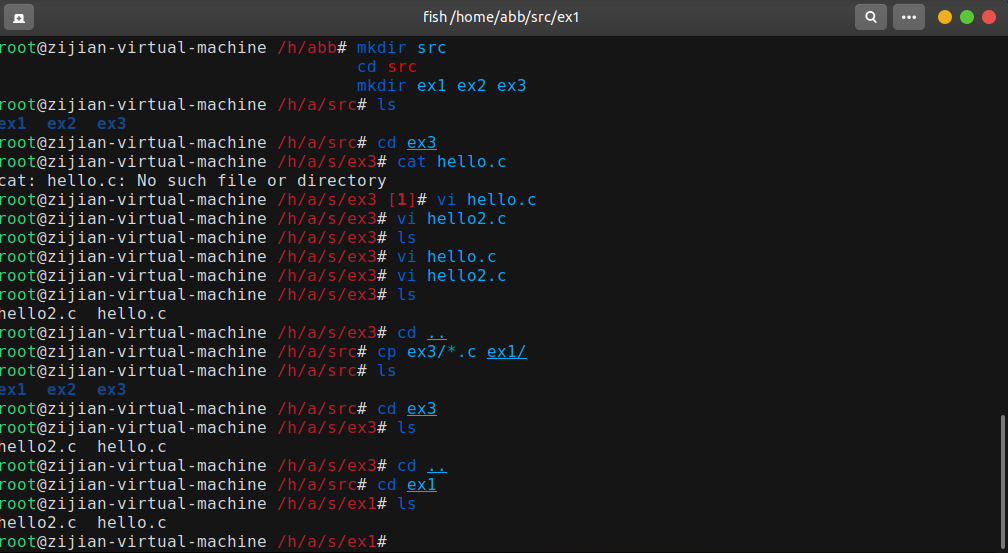 fish /home/abb/src/ex1
root@zijian-virtual-machine /h/abb# mkdir src
cd src
mkdir ex1 ex2 ex3
root@zijian-virtual-machine /h/a/src# ls
ex1  ex2  ex3
root@zijian-virtual-machine /h/a/src# cd ex3
root@zijian-virtual-machine /h/a/s/ex3# cat hello.c
cat: hello.c: No such file or directory
root@zijian-virtual-machine /h/a/s/ex3 [1]# vi hello.c
root@zijian-virtual-machine /h/a/s/ex3# vi hello2.c
root@zijian-virtual-machine /h/a/s/ex3# ls
root@zijian-virtual-machine /h/a/s/ex3# vi hello.c
root@zijian-virtual-machine /h/a/s/ex3# vi hello2.c
root@zijian-virtual-machine /h/a/s/ex3# ls
hello2.c  hello.c
root@zijian-virtual-machine /h/a/s/ex3# cd ..
root@zijian-virtual-machine /h/a/src# cp ex3/*.c ex1/
root@zijian-virtual-machine /h/a/src# ls
ex1  ex2  ex3
root@zijian-virtual-machine /h/a/src# cd ex3
root@zijian-virtual-machine /h/a/s/ex3# ls
hello2.c  hello.c
root@zijian-virtual-machine /h/a/s/ex3# cd ..
root@zijian-virtual-machine /h/a/src# cd ex1
root@zijian-virtual-machine /h/a/s/ex1# ls
hello2.c  hello.c
root@zijian-virtual-machine /h/a/s/ex1#